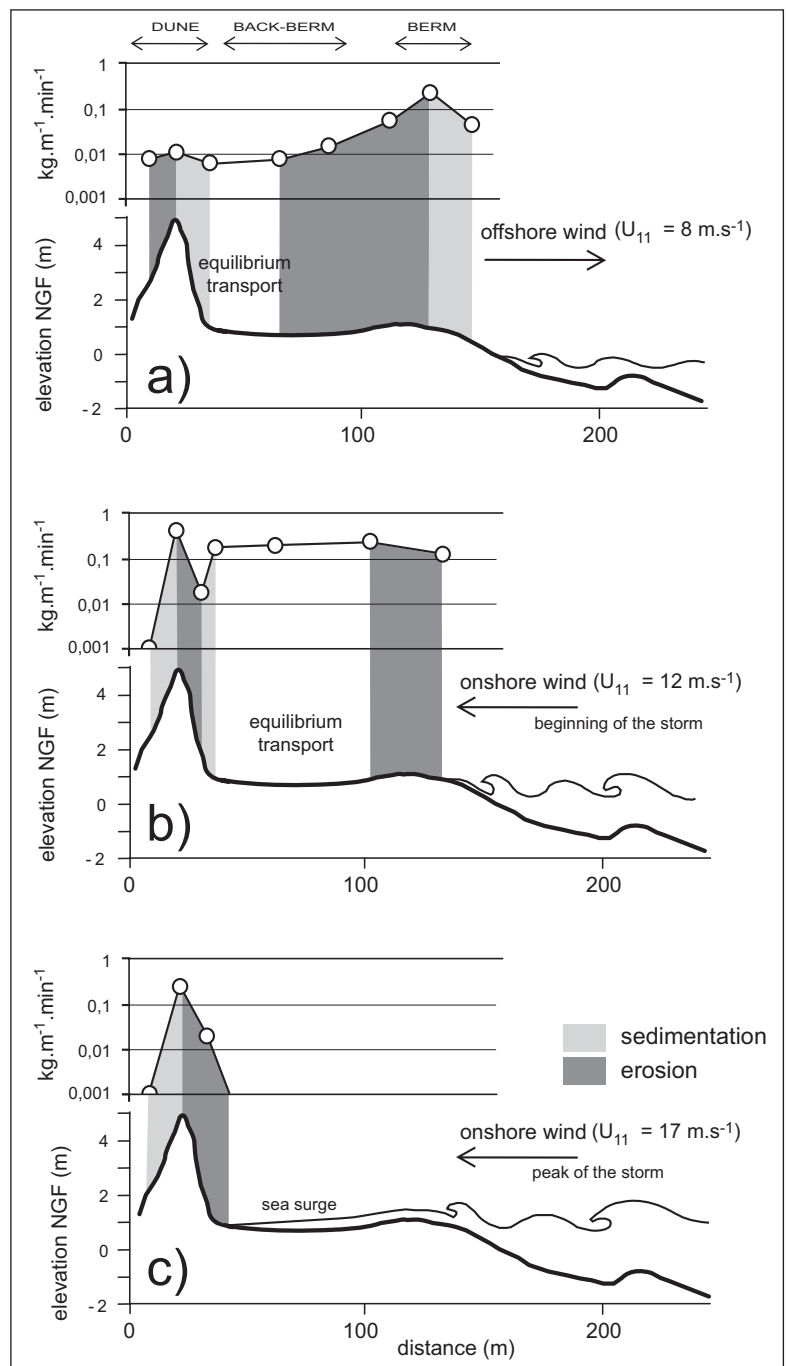 DUNE BACK-BERM BERM
kg.m-1.min-1
1
0,1
0,01
0,001
elevation NGF (m)
4
2
0
-2
equilibrium
transport
offshore wind (U11 = 8 m.s-1)
a)
0 100 200
kg.m-1.min-1
1
0,1
0,01
0,001
elevation NGF (m)
4
2
0
-2
equilibrium
transport
onshore wind (U11 = 12 m.s-1)
beginning of the storm
b)
0 100 200
kg.m-1.min-1
1
0,1
0,01
0,001
sedimentation
erosion
elevation NGF (m)
4
2
0
-2
onshore wind (U11 = 17 m.s-1)
peak of the storm
sea surge
c)
0 100 200
distance (m)